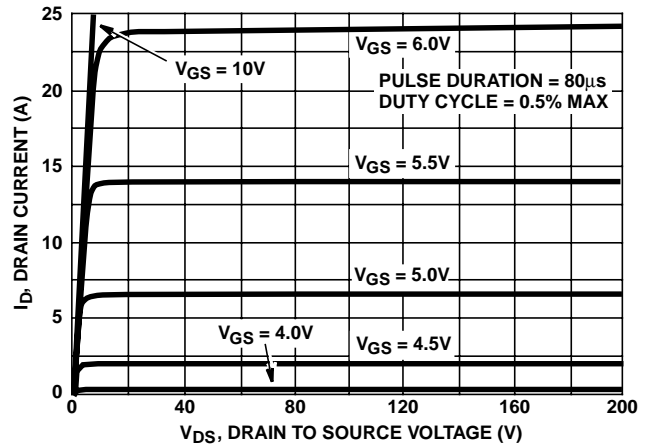 25
20
15
10
5
0
I_D, DRAIN CURRENT (A)
V_GS = 10V
V_GS = 6.0V
PULSE DURATION = 80µs
DUTY CYCLE = 0.5% MAX
V_GS = 5.5V
V_GS = 5.0V
V_GS = 4.0V
V_GS = 4.5V
0 40 80 120 160 200
V_DS, DRAIN TO SOURCE VOLTAGE (V)